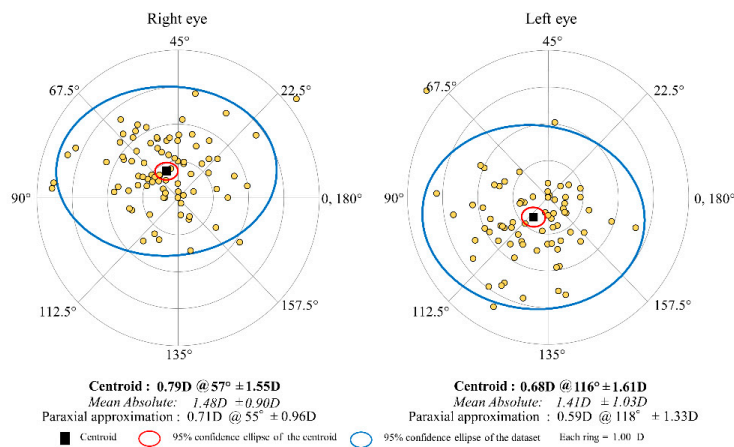 Right eye
45°
67.5°
22.5°
90°
0, 180°
112.5°
157.5°
135°
Centroid : 0.79D @ 57° ± 1.55D
Mean Absolute: 1.48D ± 0.90D
Paraxial approximation : 0.71D @ 55° ± 0.96D
Left eye
45°
67.5°
22.5°
90°
0, 180°
112.5°
157.5°
135°
Centroid : 0.68D @ 116° ± 1.61D
Mean Absolute: 1.41D ± 1.03D
Paraxial approximation : 0.59D @ 118° ± 1.33D
Centroid 95% confidence ellipse of the centroid 95% confidence ellipse of the dataset Each ring = 1.00 D